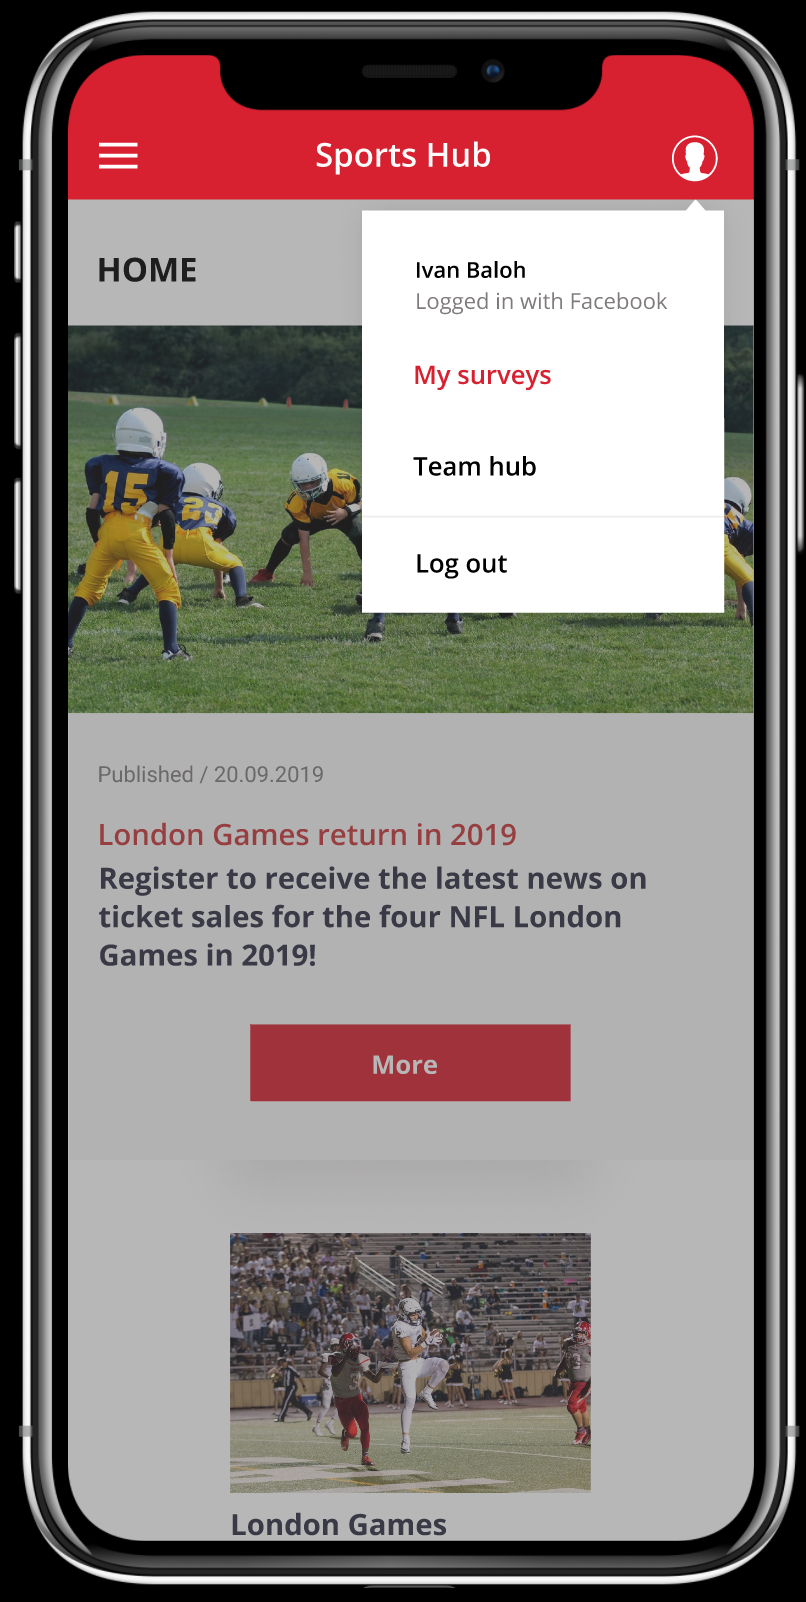 Sports Hub
HOME
Ivan Baloh
Logged in with Facebook
My surveys
Team hub
Log out
15
23
Published / 20.09.2019
London Games return in 2019
Register to receive the latest news on
ticket sales for the four NFL London
Games in 2019!
More
London Games